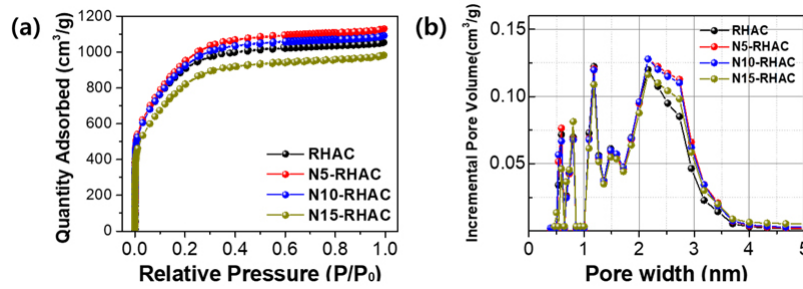 (a)
Quantity Adsorbed (cm³/g)
1200
1000
800
600
400
200
0
0.0 0.2 0.4 0.6 0.8 1.0
Relative Pressure (P/P₀)
RHAC
N5-RHAC
N10-RHAC
N15-RHAC
(b)
Incremental Pore Volume(cm³/g)
0.15
0.10
0.05
0 1 2 3 4 5
Pore width (nm)
RHAC
N5-RHAC
N10-RHAC
N15-RHAC